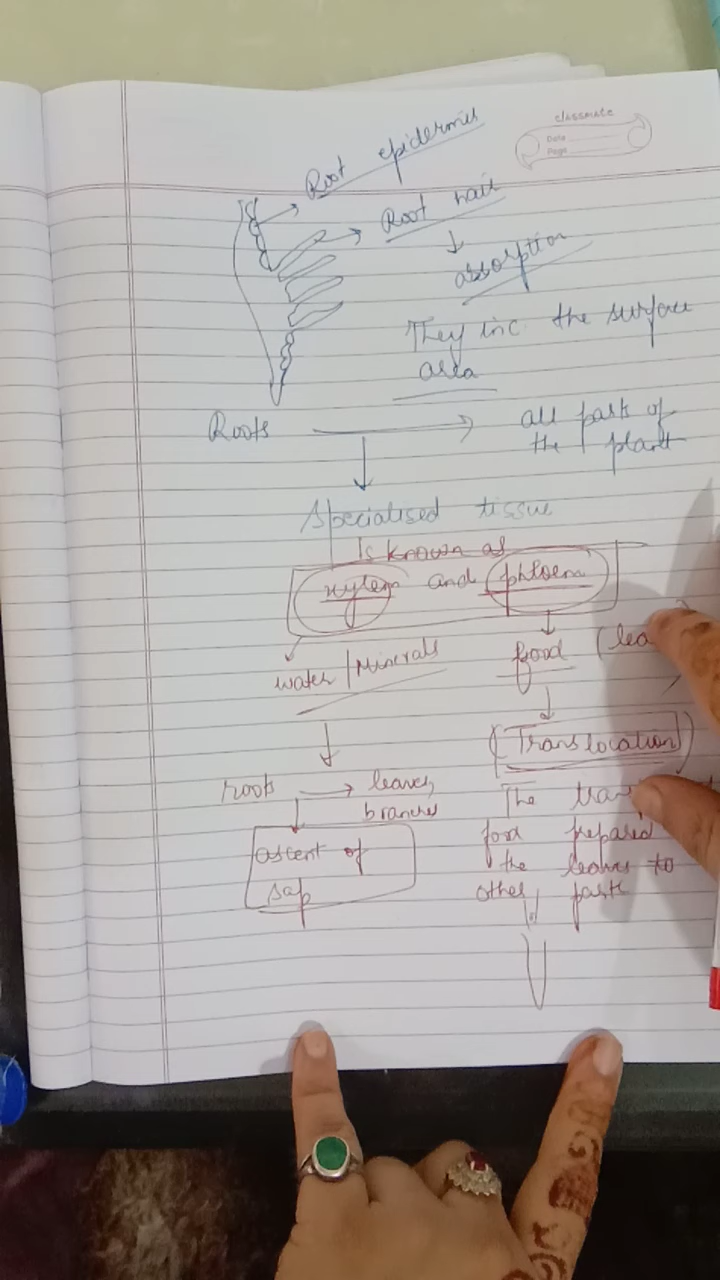 classmate
Date
Page
Root epidermis
Root hair
absorption
They inc. the surface
area
Roots
all parts of
the plant
Specialised tissue
is known as
xylem and phloem
water/Minerals
food
Translocation
roots
leaves,
branches
The
ascent of
sap
food prepared
the leaves to
other parts